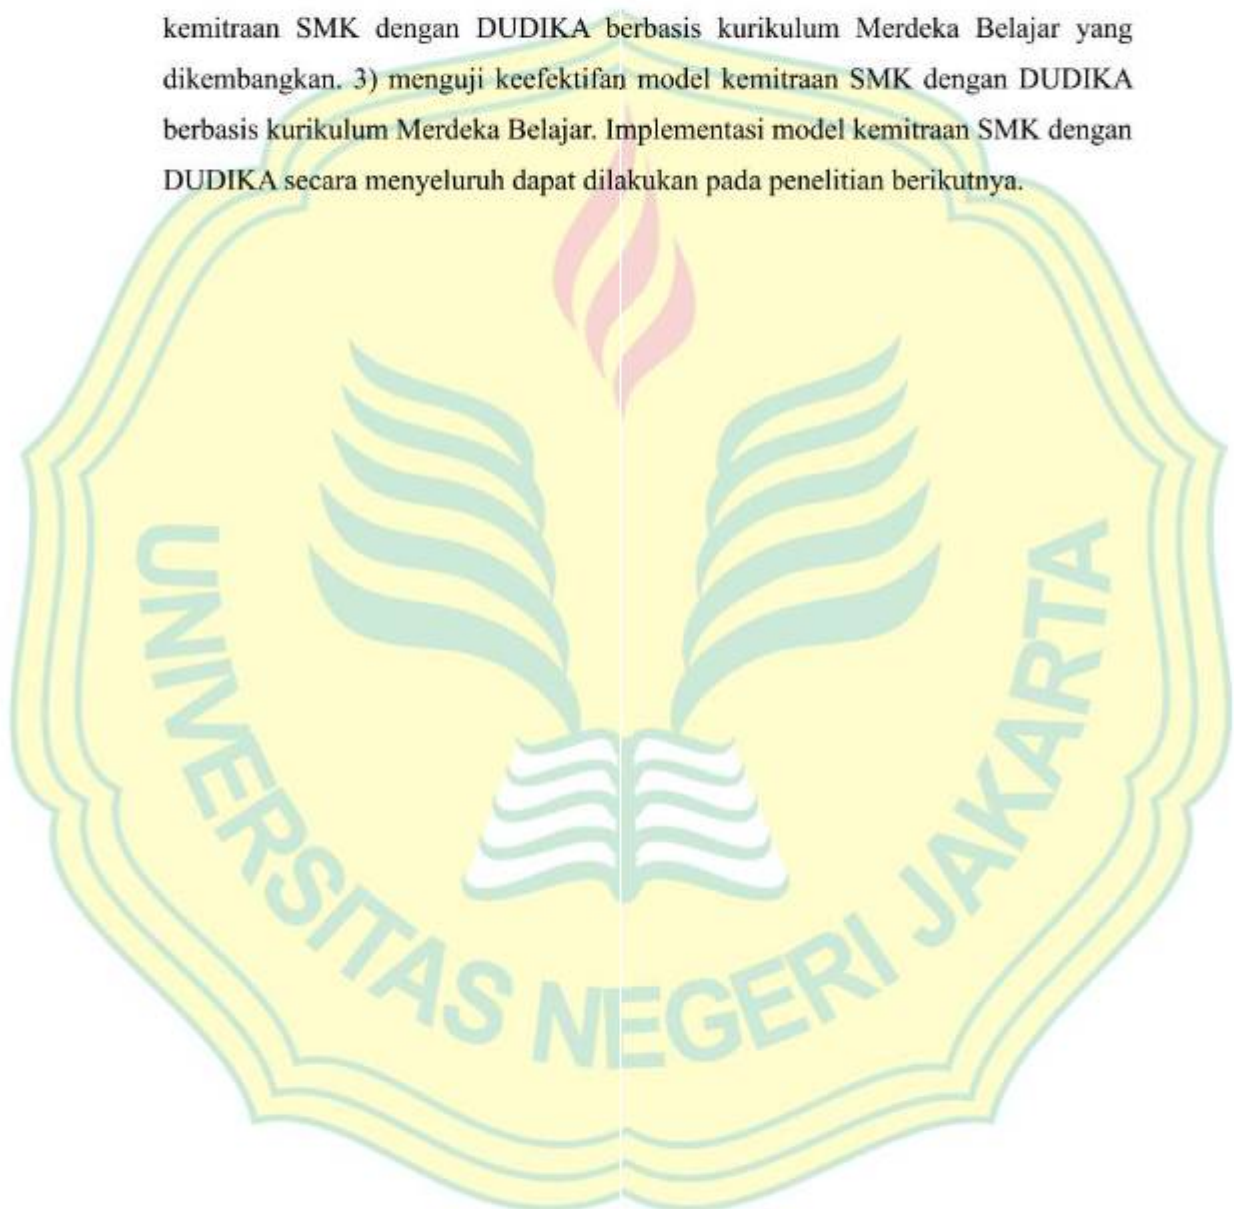 kemitraan SMK dengan DUDIKA berbasis kurikulum Merdeka Belajar yang
dikembangkan. 3) menguji keefektifan model kemitraan SMK dengan DUDIKA
berbasis kurikulum Merdeka Belajar. Implementasi model kemitraan SMK dengan
DUDIKA secara menyeluruh dapat dilakukan pada penelitian berikutnya.
UNIVERSITAS NEGERI JAKARTA